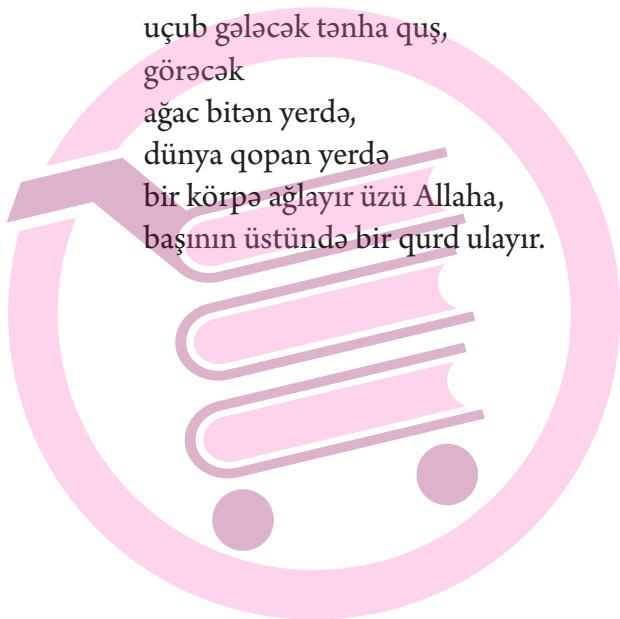 uçub gələcək tənha quş,
görəcək
ağac bitən yerdə,
dünya qopan yerdə
bir körpə ağlayır üzü Allaha,
başının üstündə bir qurd ulayır.